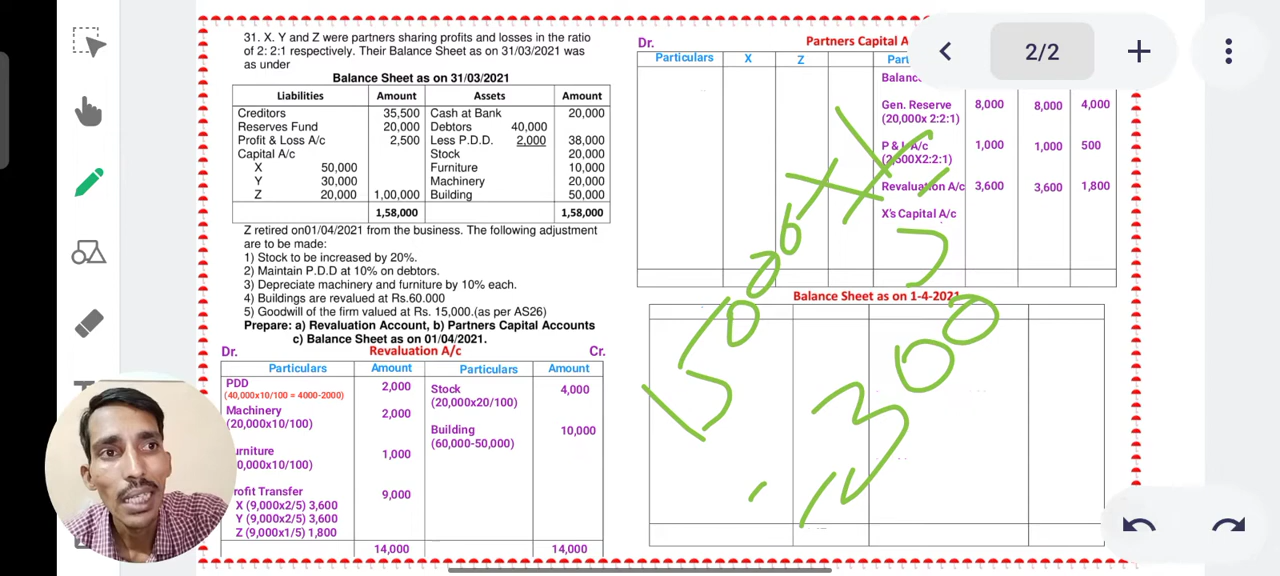 31. X. Y and Z were partners sharing profits and losses in the ratio
of 2: 2:1 respectively. Their Balance Sheet as on 31/03/2021 was
as under
Balance Sheet as on 31/03/2021
Liabilities Amount Assets Amount
Creditors 35,500 Cash at Bank 20,000
Reserves Fund 20,000 Debtors 40,000
Profit & Loss A/c 2,500 Less P.D.D. 2,000 38,000
Capital A/c Stock 20,000
X 50,000 Furniture 10,000
Y 30,000 Machinery 20,000
Z 20,000 1,00,000 Building 50,000
1,58,000 1,58,000
Z retired on01/04/2021 from the business. The following adjustment
are to be made:
1) Stock to be increased by 20%.
2) Maintain P.D.D at 10% on debtors.
3) Depreciate machinery and furniture by 10% each.
4) Buildings are revalued at Rs.60.000
5) Goodwill of the firm valued at Rs. 15,000.(as per AS26)
Prepare: a) Revaluation Account, b) Partners Capital Accounts
c) Balance Sheet as on 01/04/2021.
Dr. Revaluation A/c Cr.
Particulars Amount Particulars Amount
PDD 2,000 Stock 4,000
(40,000x10/100 = 4000-2000) (20,000x20/100)
Machinery 2,000 Building 10,000
(20,000x10/100) (60,000-50,000)
urniture 1,000
0,000x10/100)
rofit Transfer 9,000
X (9,000x2/5) 3,600
Y (9,000x2/5) 3,600
Z (9,000x1/5) 1,800
14,000 14,000
Dr. Partners Capital A
Particulars X Z Part
Balanc
Gen. Reserve 8,000 8,000 4,000
(20,000x 2:2:1)
P & L A/c 1,000 1,000 500
(2,500X2:2:1)
Revaluation A/c 3,600 3,600 1,800
X's Capital A/c
Balance Sheet as on 1-4-2021
2/2